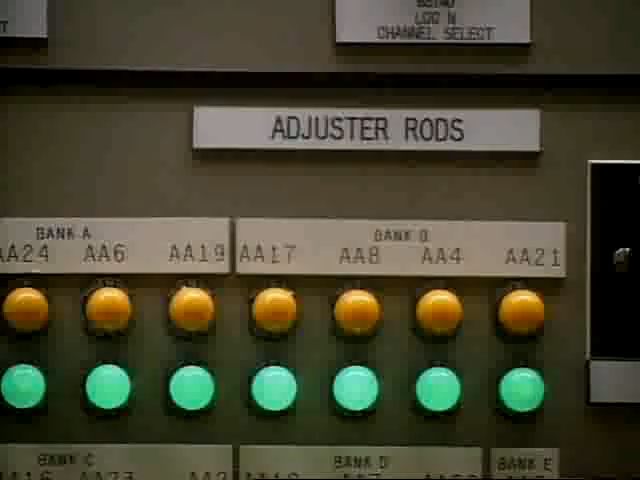 LOG N
CHANNEL SELECT
ADJUSTER RODS
BANK A
AA24 AA6 AA19
BANK B
AA17 AA8 AA4 AA21
BANK C
BANK D
BANK E